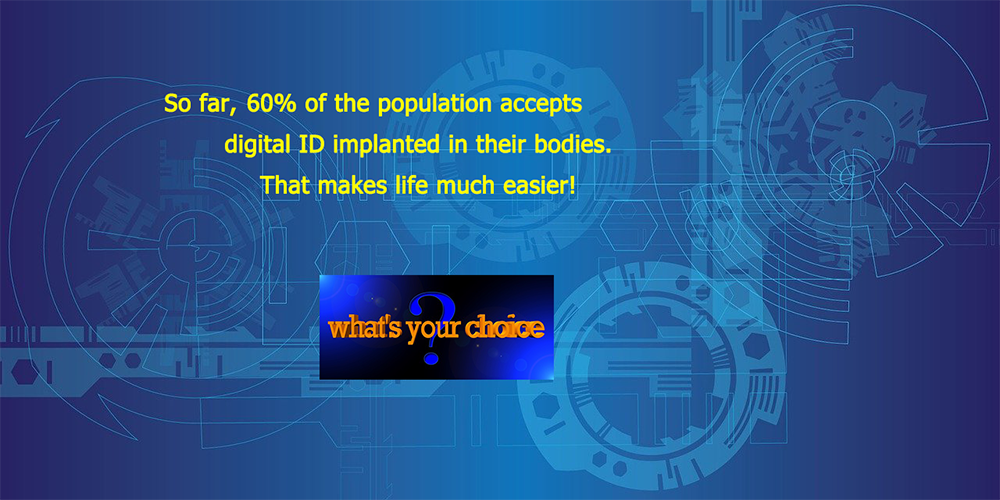 So far, 60% of the population accepts
digital ID implanted in their bodies.
That makes life much easier!
?
what's your choice